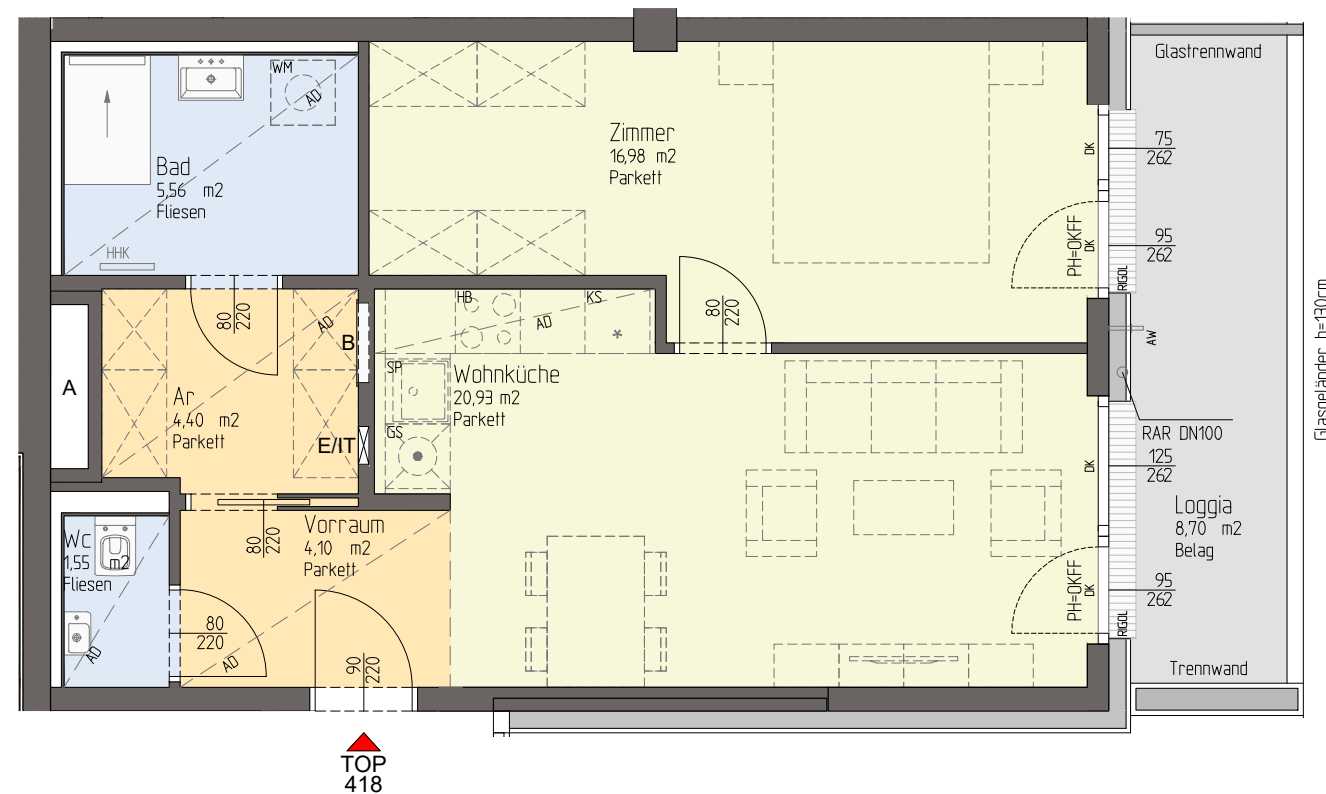 Glastrennwand
WM
AD
Zimmer
16,98 m2
Parkett
DK
75
262
Bad
5,56 m2
Fliesen
HHK
PH=OKFF
DK
95
262
RIGOL
80
220
HB
KS
AD
*
80
220
AD
B
AW
Glasgeländer h=130cm
A
SP
Wohnküche
20,93 m2
Parkett
Ar
4,40 m2
Parkett
GS
E/IT
RAR DN100
DK
125
262
Loggia
8,70 m2
Belag
Vorraum
4,10 m2
Parkett
80
220
Wc
1,55 m2
Fliesen
PH=OKFF
DK
95
262
RIGOL
80
220
AD
AD
90
220
Trennwand
TOP
418